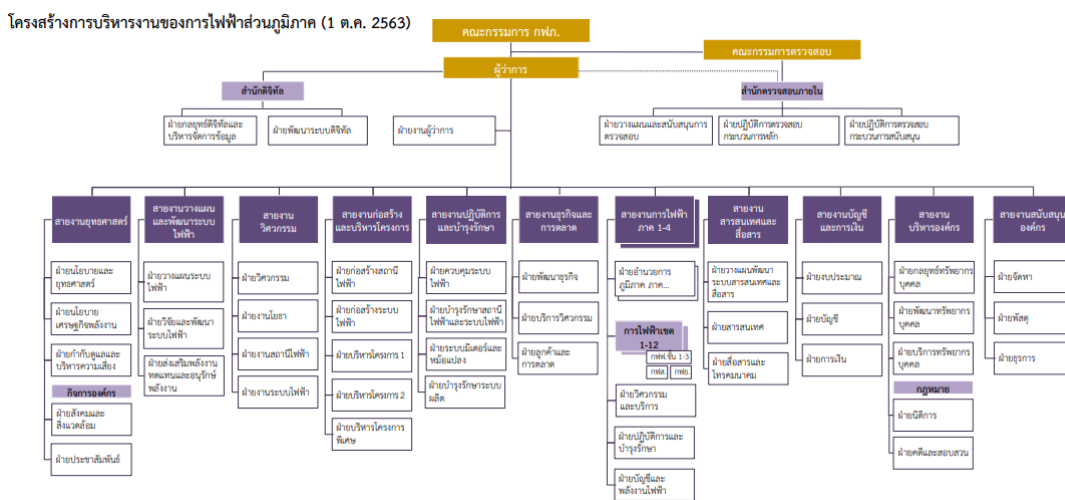 โครงสร้างการบริหารงานของการไฟฟ้าส่วนภูมิภาค (1 ต.ค. 2563)
คณะกรรมการ กฟภ.
คณะกรรมการตรวจสอบ
ผู้ว่าการ
สำนักดิจิทัล
สำนักตรวจสอบภายใน
ฝ่ายกลยุทธ์ดิจิทัลและ
บริหารจัดการข้อมูล
ฝ่ายพัฒนาระบบดิจิทัล
ฝ่ายงานผู้ว่าการ
ฝ่ายวางแผนและสนับสนุนการ
ตรวจสอบ
ฝ่ายปฏิบัติการตรวจสอบ
กระบวนการหลัก
ฝ่ายปฏิบัติการตรวจสอบ
กระบวนการสนับสนุน
สายงานยุทธศาสตร์
ฝ่ายนโยบายและ
ยุทธศาสตร์
ฝ่ายนโยบาย
เศรษฐกิจพลังงาน
ฝ่ายกำกับดูแลและ
บริหารความเสี่ยง
กิจการองค์กร
ฝ่ายสังคมและ
สิ่งแวดล้อม
ฝ่ายประชาสัมพันธ์
สายงานวางแผน
และพัฒนาระบบ
ไฟฟ้า
ฝ่ายวางแผนระบบ
ไฟฟ้า
ฝ่ายวิจัยและพัฒนา
ระบบไฟฟ้า
ฝ่ายส่งเสริมพลังงาน
ทดแทนและอนุรักษ์
พลังงาน
สายงาน
วิศวกรรม
ฝ่ายวิศวกรรม
ฝ่ายงานโยธา
ฝ่ายงานสถานีไฟฟ้า
ฝ่ายงานระบบไฟฟ้า
สายงานก่อสร้าง
และบริหารโครงการ
ฝ่ายก่อสร้างสถานี
ไฟฟ้า
ฝ่ายก่อสร้างระบบ
ไฟฟ้า
ฝ่ายบริหารโครงการ 1
ฝ่ายบริหารโครงการ 2
ฝ่ายบริหารโครงการ
พิเศษ
สายงานปฏิบัติการ
และบำรุงรักษา
ฝ่ายควบคุมระบบ
ไฟฟ้า
ฝ่ายบำรุงรักษาสถานี
ไฟฟ้าและระบบไฟฟ้า
ฝ่ายระบบมิเตอร์และ
หม้อแปลง
ฝ่ายบำรุงรักษาระบบ
ผลิต
สายงานธุรกิจและ
การตลาด
ฝ่ายพัฒนาธุรกิจ
ฝ่ายบริการวิศวกรรม
ฝ่ายลูกค้าและ
การตลาด
สายงานการไฟฟ้า
ภาค 1-4
ฝ่ายอำนวยการ
ภูมิภาค ภาค...
การไฟฟ้าเขต
1-12
กฟฟ.ชั้น 1-3
กฟส.
กฟย.
ฝ่ายวิศวกรรม
และบริการ
ฝ่ายปฏิบัติการและ
บำรุงรักษา
ฝ่ายบัญชีและ
พลังงานไฟฟ้า
สายงาน
สารสนเทศและ
สื่อสาร
ฝ่ายวางแผนพัฒนา
ระบบสารสนเทศและ
สื่อสาร
ฝ่ายสารสนเทศ
ฝ่ายสื่อสารและ
โทรคมนาคม
สายงานบัญชี
และการเงิน
ฝ่ายงบประมาณ
ฝ่ายบัญชี
ฝ่ายการเงิน
สายงาน
บริหารองค์กร
ฝ่ายกลยุทธ์ทรัพยากร
บุคคล
ฝ่ายพัฒนาทรัพยากร
บุคคล
ฝ่ายบริการทรัพยากร
บุคคล
กฎหมาย
ฝ่ายนิติการ
ฝ่ายคดีและสอบสวน
สายงานสนับสนุน
องค์กร
ฝ่ายจัดหา
ฝ่ายพัสดุ
ฝ่ายธุรการ